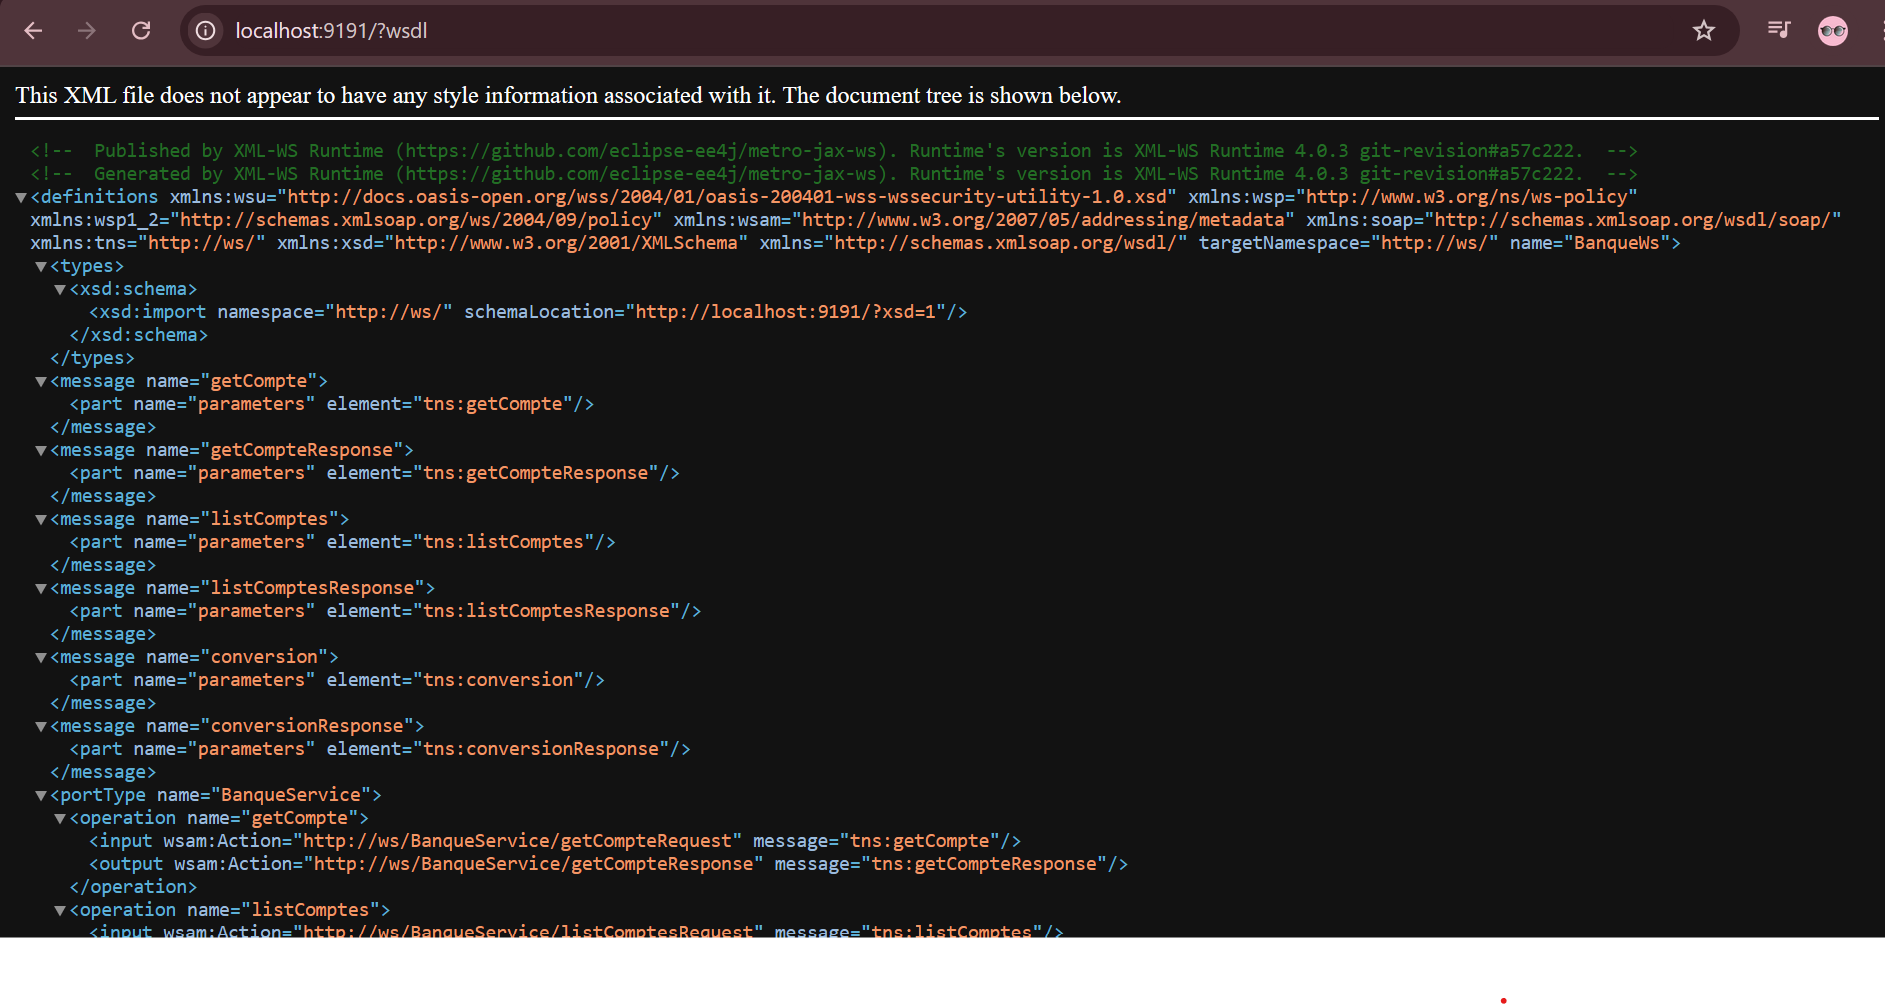 localhost:9191/?wsdl
This XML file does not appear to have any style information associated with it. The document tree is shown below.
<!--  Published by XML-WS Runtime (https://github.com/eclipse-ee4j/metro-jax-ws). Runtime's version is XML-WS Runtime 4.0.3 git-revision#a57c222.  -->
<!--  Generated by XML-WS Runtime (https://github.com/eclipse-ee4j/metro-jax-ws). Runtime's version is XML-WS Runtime 4.0.3 git-revision#a57c222.  -->
▼<definitions xmlns:wsu="http://docs.oasis-open.org/wss/2004/01/oasis-200401-wss-wssecurity-utility-1.0.xsd" xmlns:wsp="http://www.w3.org/ns/ws-policy"
xmlns:wsp1_2="http://schemas.xmlsoap.org/ws/2004/09/policy" xmlns:wsam="http://www.w3.org/2007/05/addressing/metadata" xmlns:soap="http://schemas.xmlsoap.org/wsdl/soap/"
xmlns:tns="http://ws/" xmlns:xsd="http://www.w3.org/2001/XMLSchema" xmlns="http://schemas.xmlsoap.org/wsdl/" targetNamespace="http://ws/" name="BanqueWs">
▼<types>
▼<xsd:schema>
<xsd:import namespace="http://ws/" schemaLocation="http://localhost:9191/?xsd=1"/>
</xsd:schema>
</types>
▼<message name="getCompte">
<part name="parameters" element="tns:getCompte"/>
</message>
▼<message name="getCompteResponse">
<part name="parameters" element="tns:getCompteResponse"/>
</message>
▼<message name="listComptes">
<part name="parameters" element="tns:listComptes"/>
</message>
▼<message name="listComptesResponse">
<part name="parameters" element="tns:listComptesResponse"/>
</message>
▼<message name="conversion">
<part name="parameters" element="tns:conversion"/>
</message>
▼<message name="conversionResponse">
<part name="parameters" element="tns:conversionResponse"/>
</message>
▼<portType name="BanqueService">
▼<operation name="getCompte">
<input wsam:Action="http://ws/BanqueService/getCompteRequest" message="tns:getCompte"/>
<output wsam:Action="http://ws/BanqueService/getCompteResponse" message="tns:getCompteResponse"/>
</operation>
▼<operation name="listComptes">
<input wsam:Action="http://ws/BanqueService/listComptesRequest" message="tns:listComptes"/>